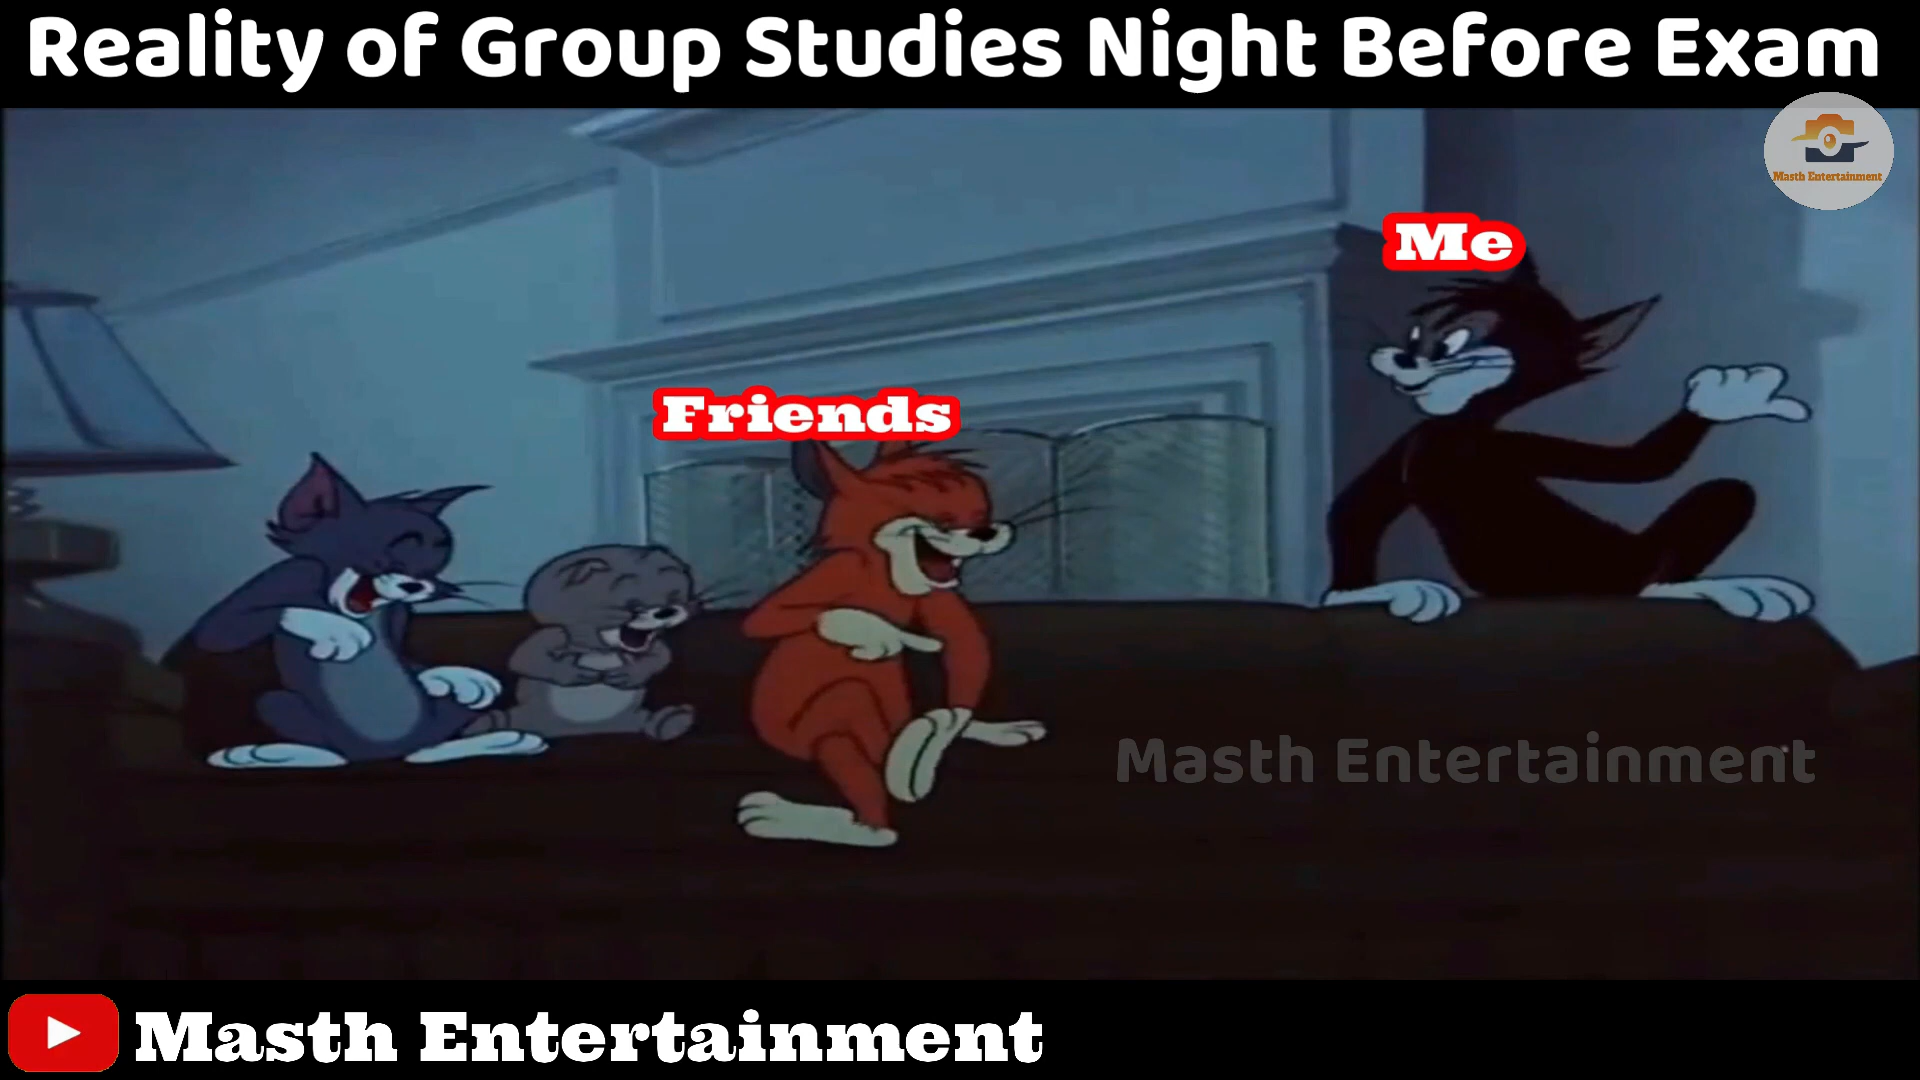 Reality of Group Studies Night Before Exam
Masth Entertainment
Me
Friends
Masth Entertainment
Masth Entertainment